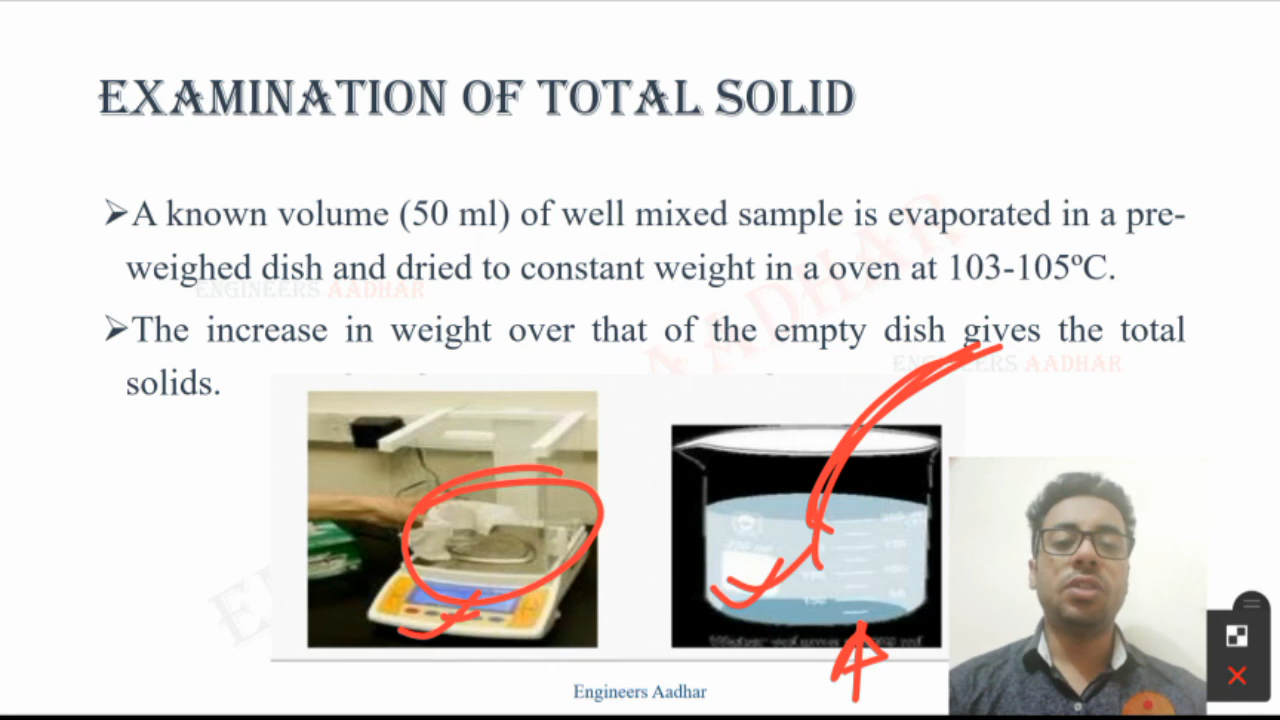 EXAMINATION OF TOTAL SOLID
➢A known volume (50 ml) of well mixed sample is evaporated in a pre-
weighed dish and dried to constant weight in a oven at 103-105ºC.
ENGINEERS AADHAR
➢The increase in weight over that of the empty dish gives the total
ENGINEERS AADHAR
solids.
Engineers Aadhar